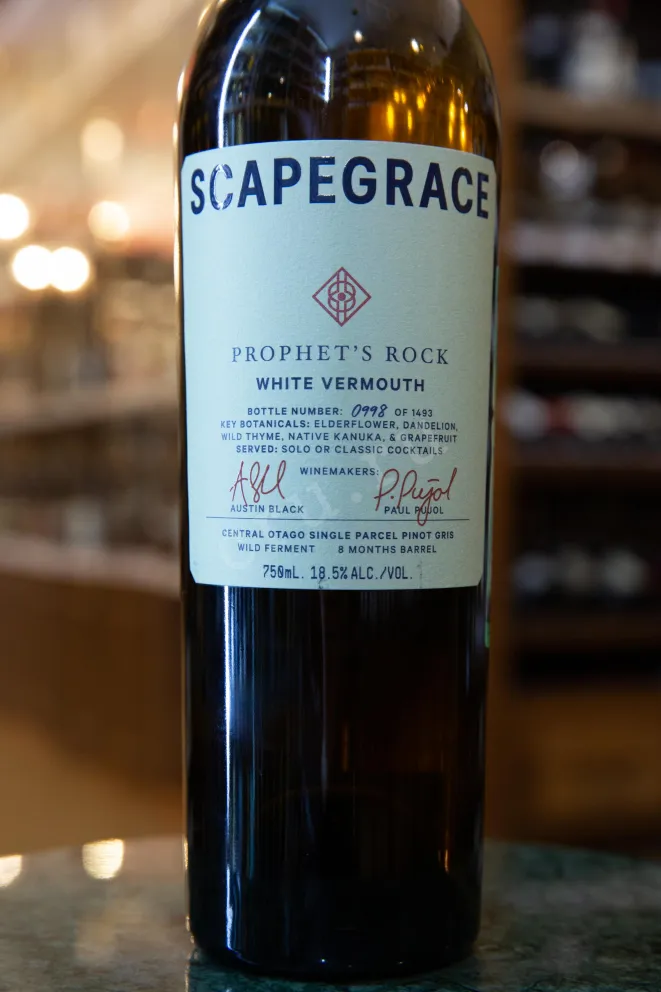 SCAPEGRACE
PROPHET'S ROCK
WHITE VERMOUTH
BOTTLE NUMBER: 0998 OF 1493
KEY BOTANICALS: ELDERFLOWER, DANDELION,
WILD THYME, NATIVE KANUKA, & GRAPEFRUIT
SERVED: SOLO OR CLASSIC COCKTAILS
WINEMAKERS:
P.Pujol
AUSTIN BLACK PAUL PUJOL
CENTRAL OTAGO SINGLE PARCEL PINOT GRIS
WILD FERMENT 8 MONTHS BARREL
750mL. 18.5% ALC./VOL.